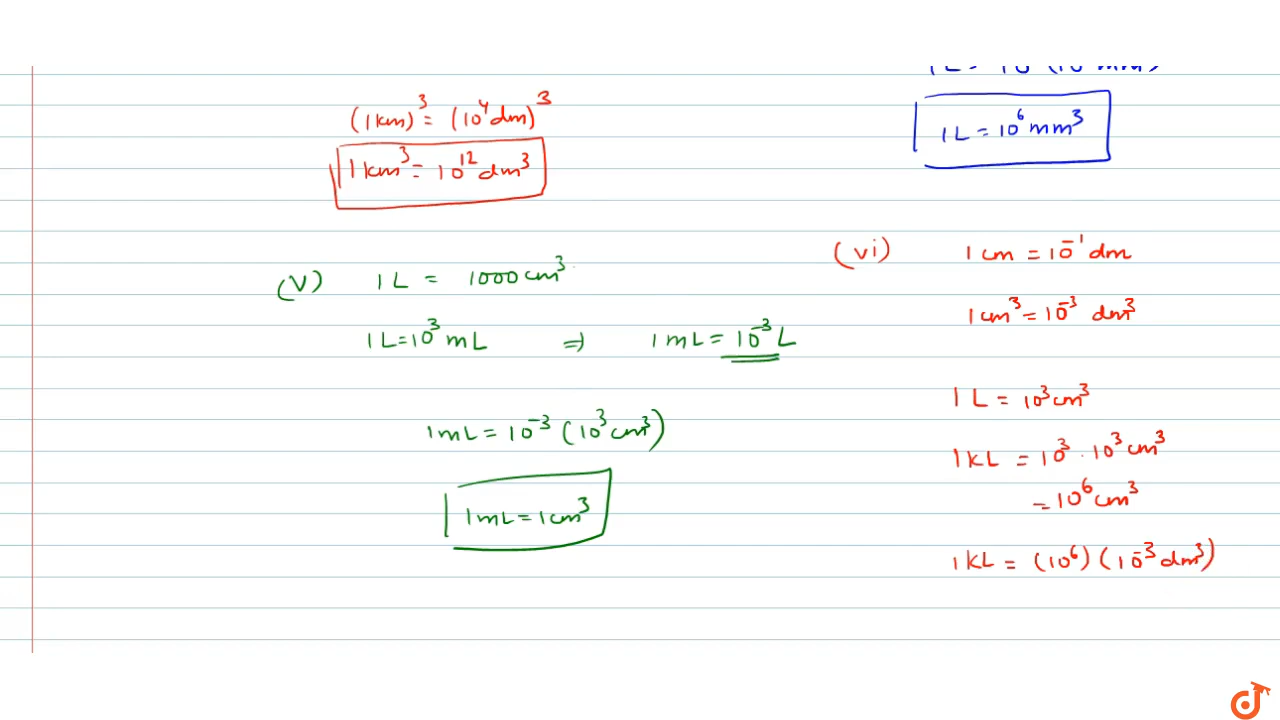 (1km)³ = (10⁴dm)³
1km³ = 10¹²dm³
1L = 10⁶mm³
(V) 1L = 1000cm³
1L=10³mL ⇒ 1mL = 10⁻³L
1mL = 10⁻³(10³cm³)
1mL = 1cm³
(vi) 1cm = 10⁻¹dm
1cm³ = 10⁻³ dm³
1L = 10³cm³
1KL = 10³.10³cm³
= 10⁶cm³
1KL = (10⁶)(10⁻³dm³)